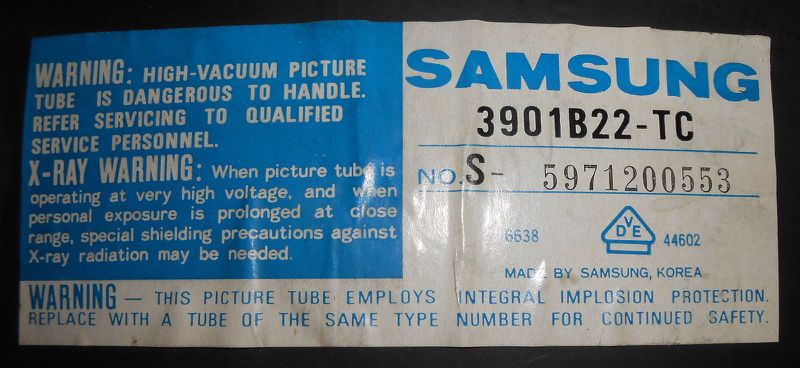 WARNING: HIGH-VACUUM PICTURE
TUBE IS DANGEROUS TO HANDLE.
REFER SERVICING TO QUALIFIED
SERVICE PERSONNEL.
X-RAY WARNING: When picture tube is
operating at very high voltage, and when
personal exposure is prolonged at close
range, special shielding precautions against
X-ray radiation may be needed.
SAMSUNG
3901B22-TC
NO. S- 5971200553
6638 DVE 44602
MADE BY SAMSUNG, KOREA
WARNING — THIS PICTURE TUBE EMPLOYS INTEGRAL IMPLOSION PROTECTION.
REPLACE WITH A TUBE OF THE SAME TYPE NUMBER FOR CONTINUED SAFETY.